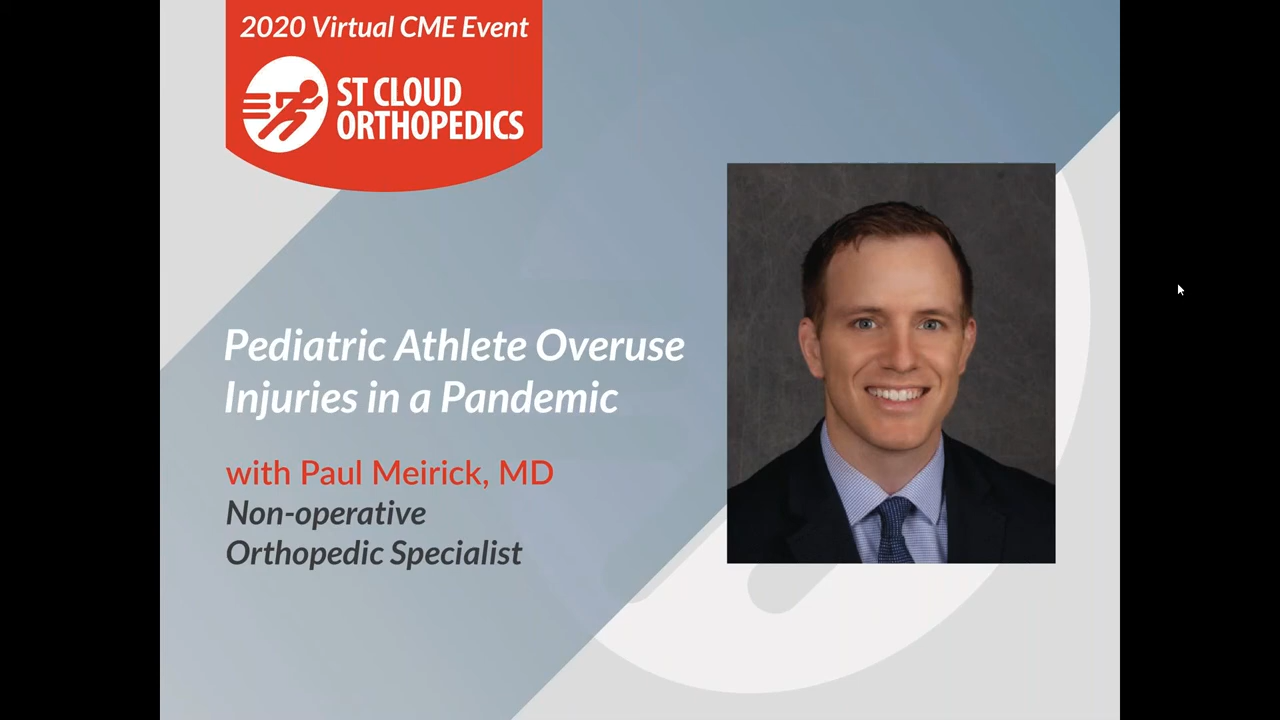 2020 Virtual CME Event
ST CLOUD
ORTHOPEDICS
Pediatric Athlete Overuse
Injuries in a Pandemic
with Paul Meirick, MD
Non-operative
Orthopedic Specialist